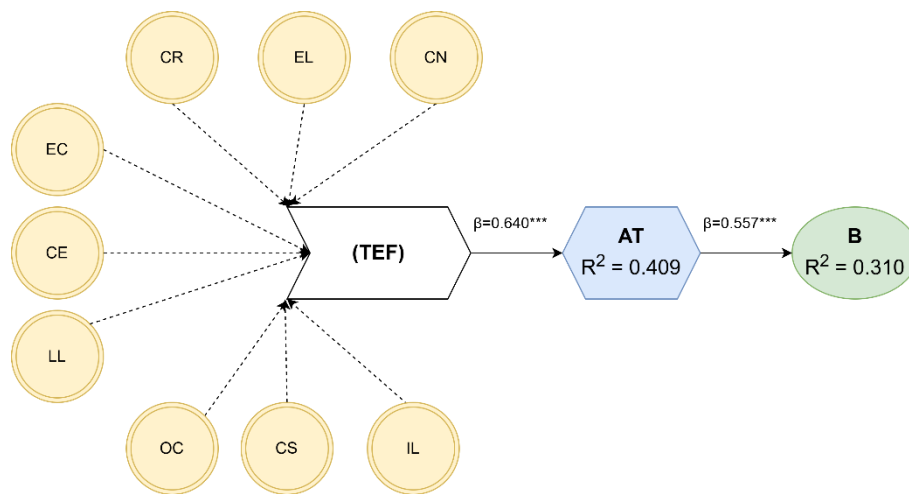 CR
EL
CN
EC
CE
LL
OC
CS
IL
(TEF)
β=0.640***
AT
R² = 0.409
β=0.557***
B
R² = 0.310